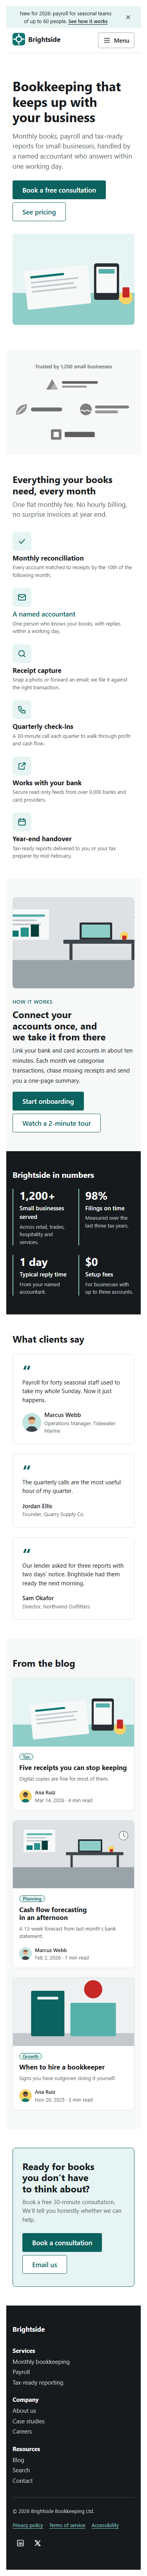 New for 2026: payroll for seasonal teams
of up to 60 people. See how it works
Brightside
Menu
Bookkeeping that
keeps up with
your business
Monthly books, payroll and tax-ready
reports for small businesses, handled by
a named accountant who answers within
one working day.
Book a free consultation
See pricing
Trusted by 1,200 small businesses
Everything your books
need, every month
One flat monthly fee. No hourly billing,
no surprise invoices at year end.
Monthly reconciliation
Every account matched to receipts by the 10th of the
following month.
A named accountant
One person who knows your books, with replies
within a working day.
Receipt capture
Snap a photo or forward an email; we file it against
the right transaction.
Quarterly check-ins
A 30-minute call each quarter to walk through profit
and cash flow.
Works with your bank
Secure read-only feeds from over 9,000 banks and
card providers.
Year-end handover
Tax-ready reports delivered to you or your tax
preparer by mid-February.
HOW IT WORKS
Connect your
accounts once, and
we take it from there
Link your bank and card accounts in about ten
minutes. Each month we categorise
transactions, chase missing receipts and send
you a one-page summary.
Start onboarding
Watch a 2-minute tour
Brightside in numbers
1,200+
Small businesses
served
Across retail, trades,
hospitality and
services.
98%
Filings on time
Measured over the
last three tax years.
1 day
Typical reply time
From your named
accountant.
$0
Setup fees
For businesses with
up to three accounts.
What clients say
“
Payroll for forty seasonal staff used to
take my whole Sunday. Now it just
happens.
Marcus Webb
Operations Manager, Tidewater
Marine
“
The quarterly calls are the most useful
hour of my quarter.
Jordan Ellis
Founder, Quarry Supply Co.
“
Our lender asked for three reports with
two days’ notice. Brightside had them
ready the next morning.
Sam Okafor
Director, Northwind Outfitters
From the blog
Tax
Five receipts you can stop keeping
Digital copies are fine for most of them.
Ana Ruiz
Mar 14, 2026 · 4 min read
Planning
Cash flow forecasting
in an afternoon
A 13-week forecast from last month’s bank
statement.
Marcus Webb
Feb 2, 2026 · 7 min read
Growth
When to hire a bookkeeper
Signs you have outgrown doing it yourself.
Ana Ruiz
Nov 20, 2025 · 5 min read
Ready for books
you don’t have
to think about?
Book a free 30-minute consultation.
We’ll tell you honestly whether we can
help.
Book a consultation
Email us
Brightside
Services
Monthly bookkeeping
Payroll
Tax-ready reporting
Company
About us
Case studies
Careers
Resources
Blog
Search
Contact
© 2026 Brightside Bookkeeping Ltd.
Privacy policy Terms of service Accessibility